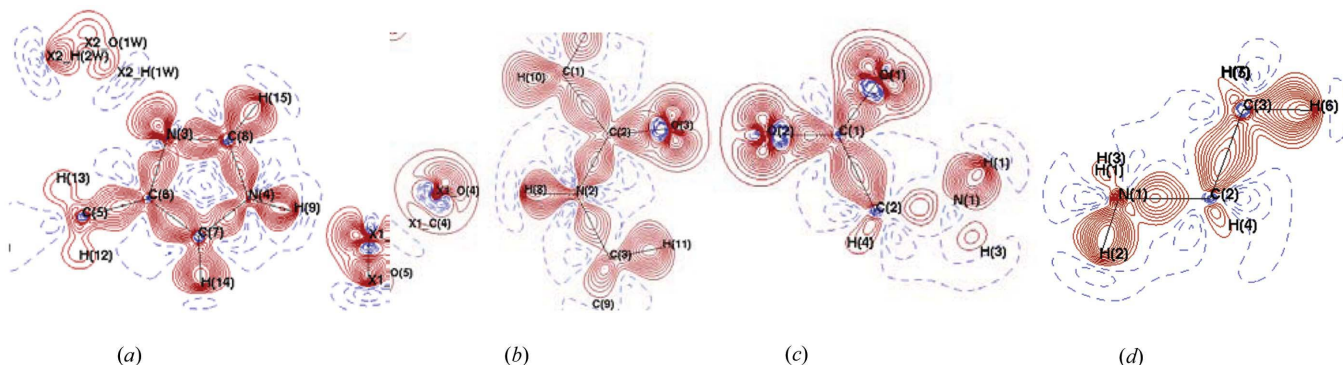 X2_O(1W)
X2_H(2W)
X2_H(1W)
H(15)
N(3)
C(8)
H(13)
C(6)
N(4)
C(5)
H(9)
C(7)
H(12)
H(14)
X1
X1_O(5)
(a)
H(10)
C(1)
C(2)
O(3)
X1_O(4)
H(8)
N(2)
X1_C(4)
C(3)
H(11)
C(9)
(b)
O(1)
O(2)
C(1)
H(1)
N(1)
C(2)
H(4)
H(3)
(c)
C(3)
H(6)
H(3)
H(1)
N(1)
C(2)
H(4)
H(2)
(d)